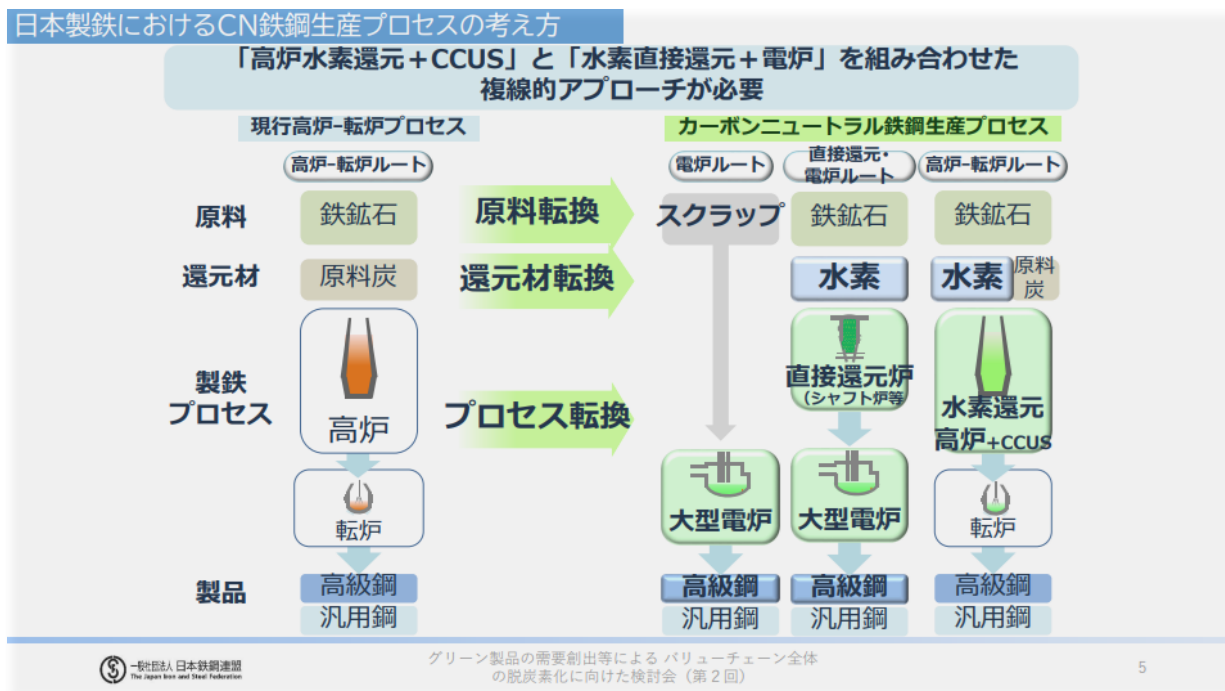 日本製鉄におけるCN鉄鋼生産プロセスの考え方
「高炉水素還元+CCUS」と「水素直接還元+電炉」を組み合わせた
複線的アプローチが必要
現行高炉-転炉プロセス
カーボンニュートラル鉄鋼生産プロセス
高炉-転炉ルート
電炉ルート
直接還元・
電炉ルート
高炉-転炉ルート
原料
鉄鉱石
原料転換
スクラップ
鉄鉱石
鉄鉱石
還元材
原料炭
還元材転換
水素
水素
原料
炭
製鉄
プロセス
高炉
プロセス転換
直接還元炉
（シャフト炉等
水素還元
高炉+CCUS
転炉
大型電炉
大型電炉
転炉
製品
高級鋼
高級鋼
高級鋼
高級鋼
汎用鋼
汎用鋼
汎用鋼
汎用鋼
一般社団法人 日本鉄鋼連盟
The Japan Iron and Steel Federation
グリーン製品の需要創出等による バリューチェーン全体
の脱炭素化に向けた検討会（第２回）
5